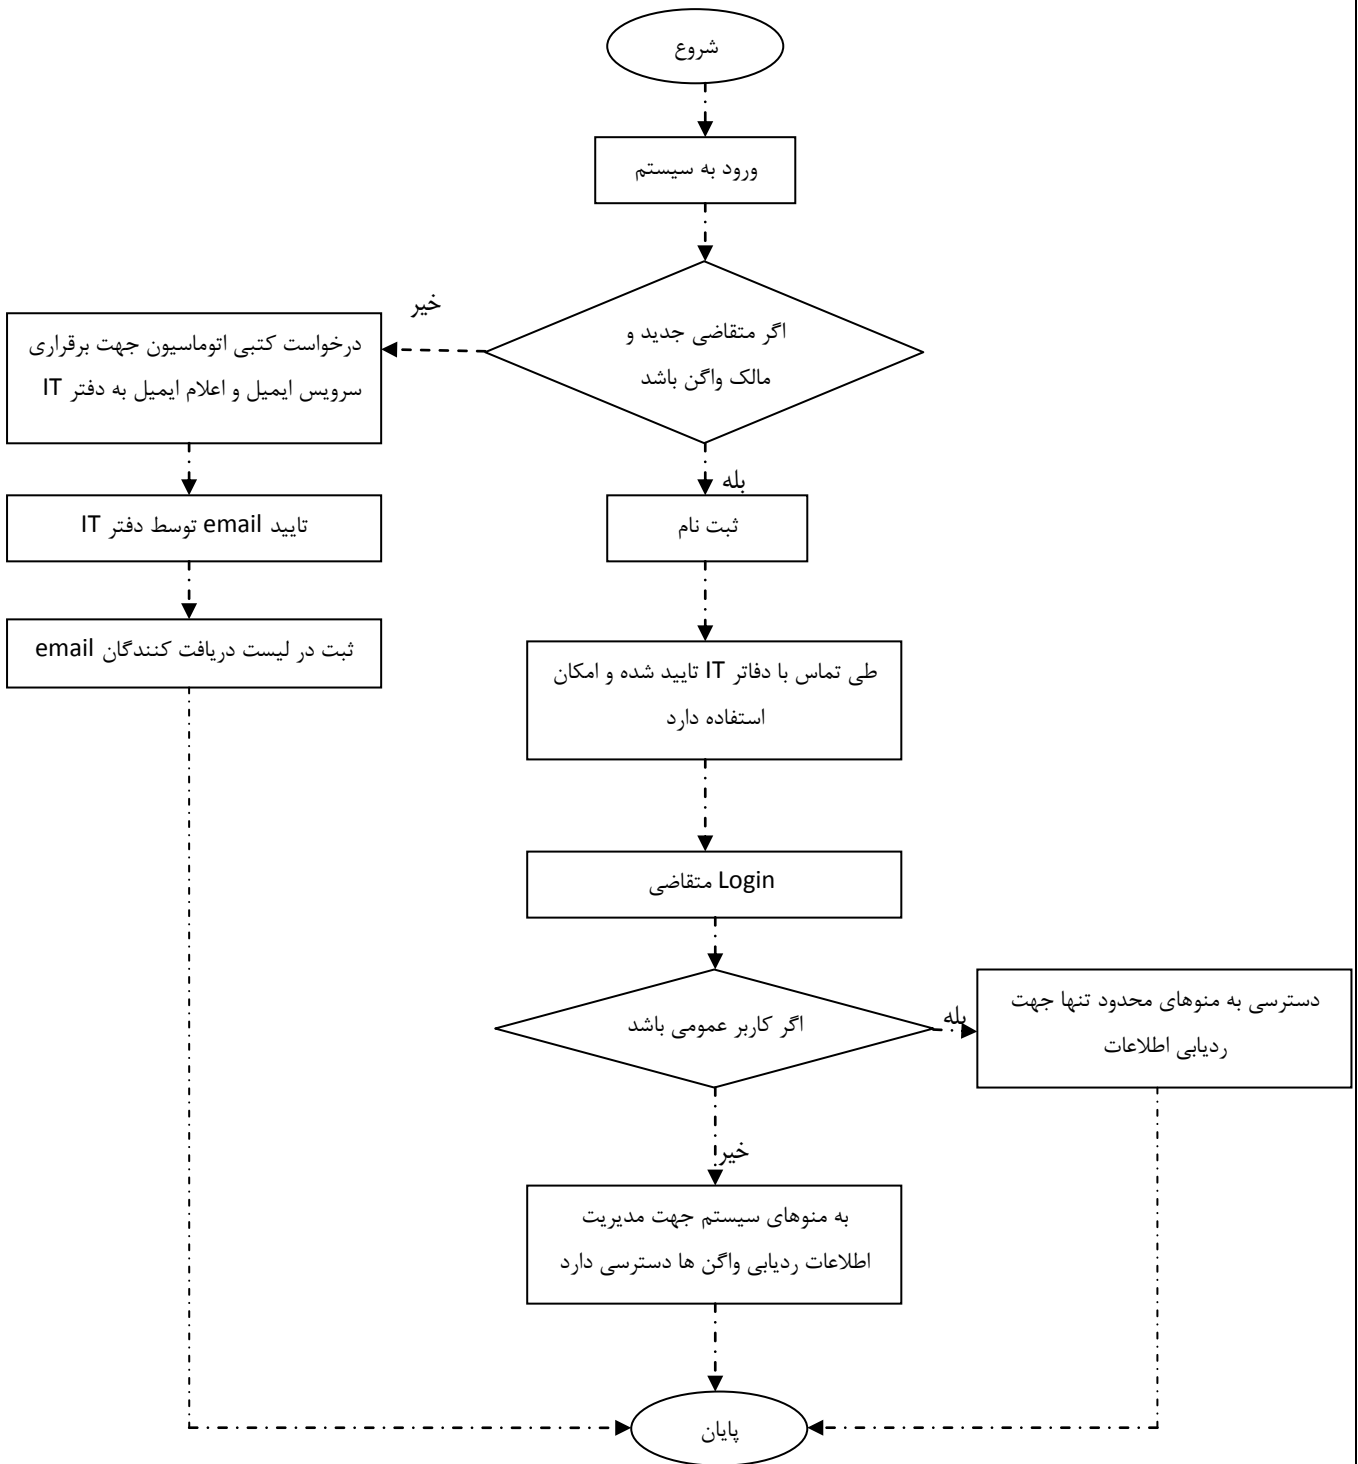 شروع
ورود به سیستم
اگر متقاضی جدید و
مالک واگن باشد
خیر
درخواست کتبی اتوماسیون جهت برقراری
سرویس ایمیل و اعلام ایمیل به دفتر IT
تایید email توسط دفتر IT
ثبت در لیست دریافت کنندگان email
بله
ثبت نام
طی تماس با دفاتر IT تایید شده و امکان
استفاده دارد
Login متقاضی
اگر کاربر عمومی باشد
بله
دسترسی به منوهای محدود تنها جهت
ردیابی اطلاعات
خیر
به منوهای سیستم جهت مدیریت
اطلاعات ردیابی واگن ها دسترسی دارد
پایان